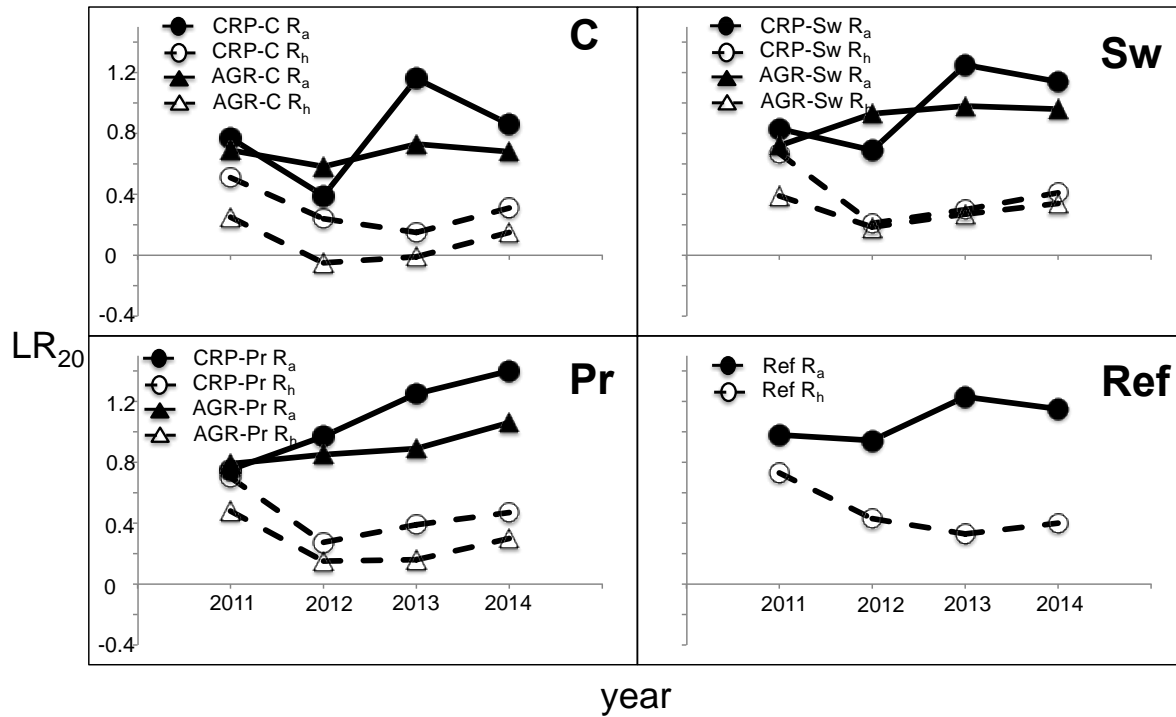 CRP-C Rₐ
CRP-C Rₕ
AGR-C Rₐ
AGR-C Rₕ
C
1.2
0.8
0.4
0
-0.4
CRP-Sw Rₐ
CRP-Sw Rₕ
AGR-Sw Rₐ
AGR-Sw Rₕ
Sw
LR₂₀
CRP-Pr Rₐ
CRP-Pr Rₕ
AGR-Pr Rₐ
AGR-Pr Rₕ
Pr
1.2
0.8
0.4
0
-0.4
2011 2012 2013 2014
Ref Rₐ
Ref Rₕ
Ref
2011 2012 2013 2014
year